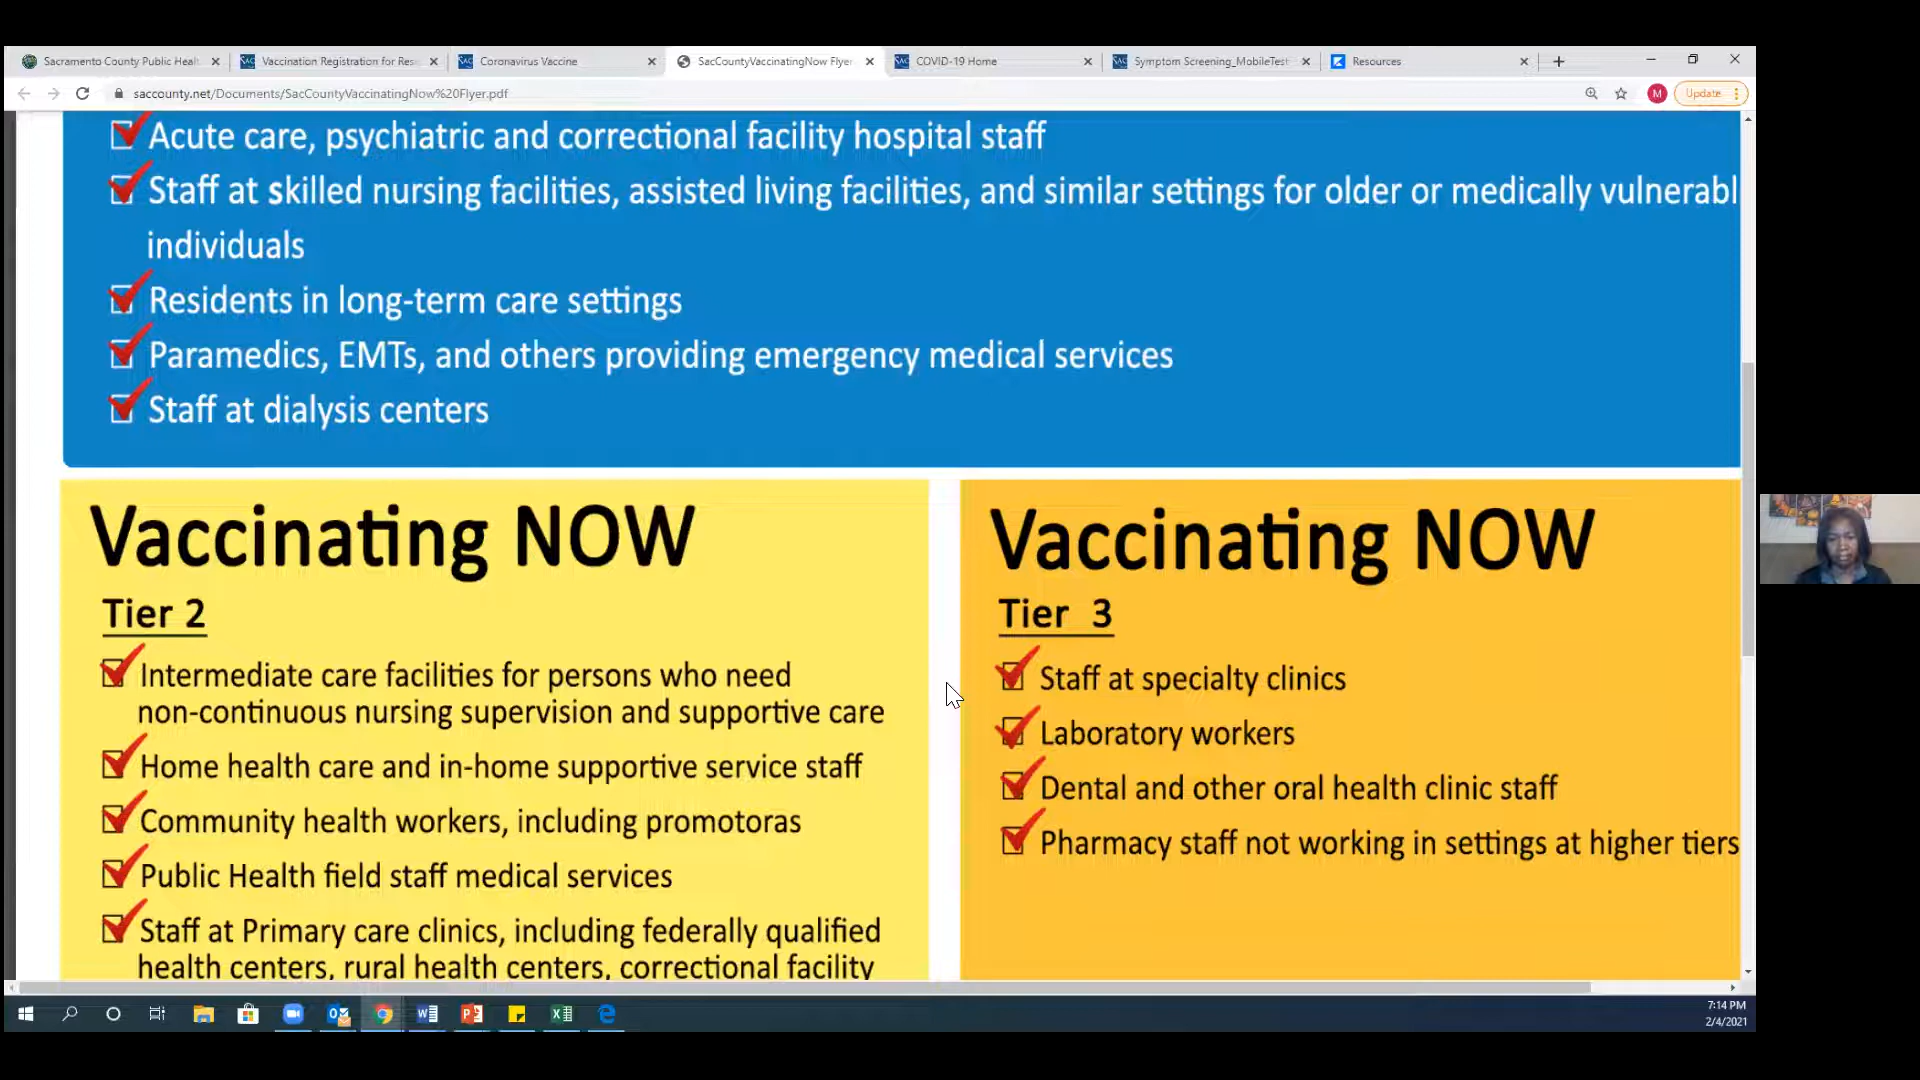 Sacramento County Public Heal
Vaccination Registration for Res
Coronavirus Vaccine
SacCountyVaccinatingNow Flyer
COVID-19 Home
Symptom Screening_MobileTest
Resources
saccounty.net/Documents/SacCountyVaccinatingNow%20Flyer.pdf
M
Update
Acute care, psychiatric and correctional facility hospital staff
Staff at skilled nursing facilities, assisted living facilities, and similar settings for older or medically vulnerabl
individuals
Residents in long-term care settings
Paramedics, EMTs, and others providing emergency medical services
Staff at dialysis centers
Vaccinating NOW
Tier 2
Intermediate care facilities for persons who need
non-continuous nursing supervision and supportive care
Home health care and in-home supportive service staff
Community health workers, including promotoras
Public Health field staff medical services
Staff at Primary care clinics, including federally qualified
health centers, rural health centers, correctional facility
Vaccinating NOW
Tier 3
Staff at specialty clinics
Laboratory workers
Dental and other oral health clinic staff
Pharmacy staff not working in settings at higher tiers
7:14 PM
2/4/2021